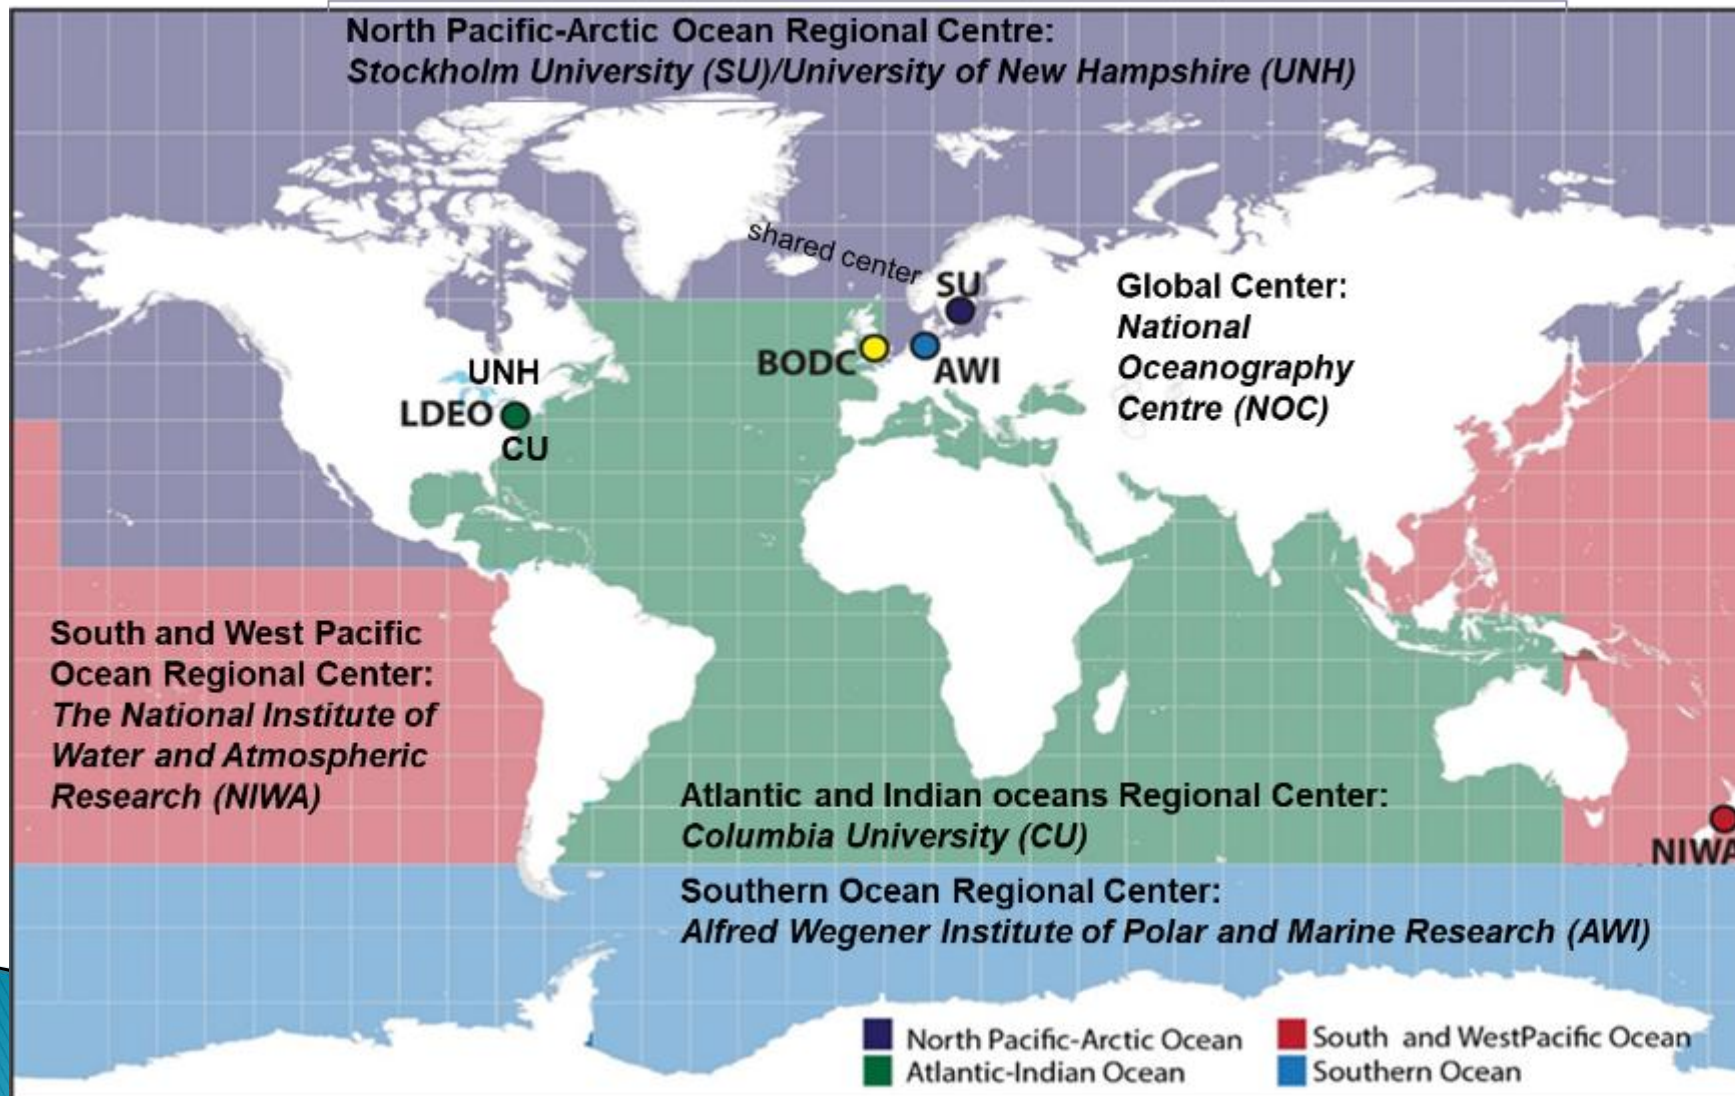 North Pacific-Arctic Ocean Regional Centre:
Stockholm University (SU)/University of New Hampshire (UNH)
shared center
SU
Global Center:
National
Oceanography
Centre (NOC)
BODC
AWI
UNH
LDEO
CU
South and West Pacific
Ocean Regional Center:
The National Institute of
Water and Atmospheric
Research (NIWA)
Atlantic and Indian oceans Regional Center:
Columbia University (CU)
NIWA
Southern Ocean Regional Center:
Alfred Wegener Institute of Polar and Marine Research (AWI)
North Pacific-Arctic Ocean
South and WestPacific Ocean
Atlantic-Indian Ocean
Southern Ocean